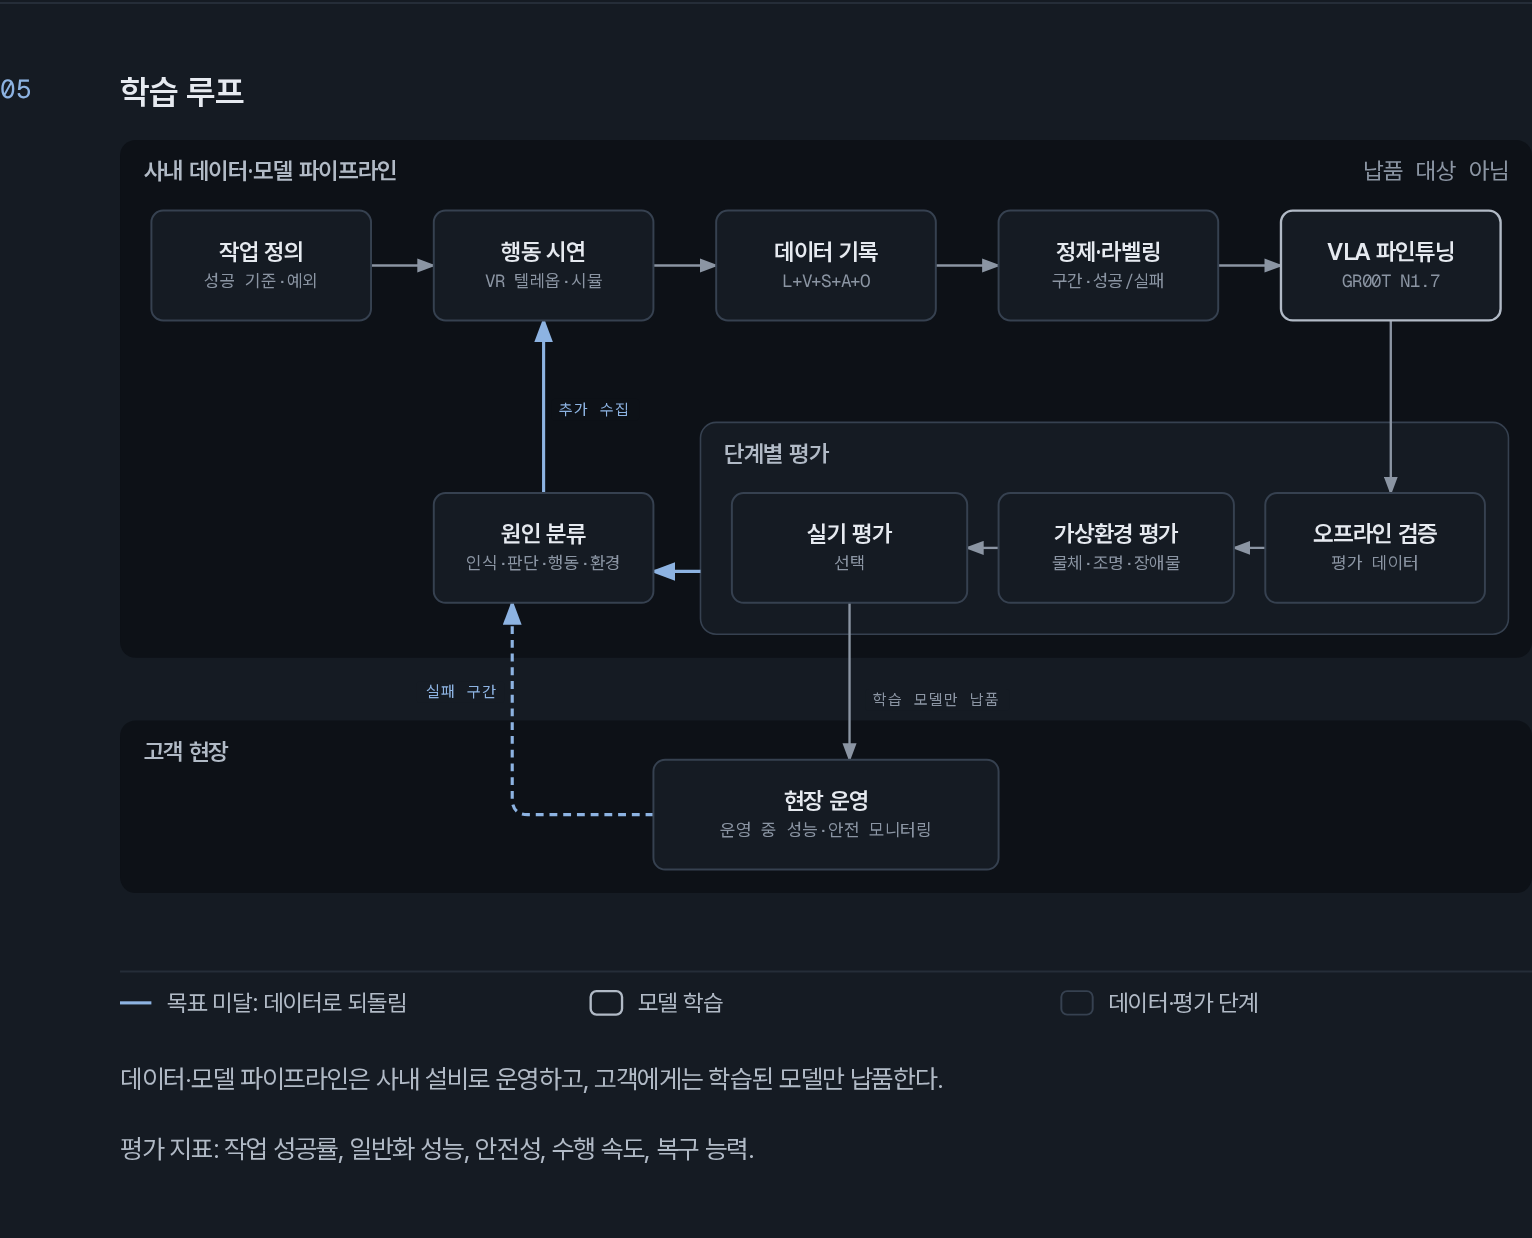 05
학습 루프
사내 데이터·모델 파이프라인
납품 대상 아님
작업 정의
성공 기준·예외
행동 시연
VR 텔레옵·시뮬
데이터 기록
L+V+S+A+O
정제·라벨링
구간·성공/실패
VLA 파인튜닝
GR00T N1.7
추가 수집
단계별 평가
원인 분류
인식·판단·행동·환경
실기 평가
선택
가상환경 평가
물체·조명·장애물
오프라인 검증
평가 데이터
실패 구간
학습 모델만 납품
고객 현장
현장 운영
운영 중 성능·안전 모니터링
목표 미달: 데이터로 되돌림
모델 학습
데이터·평가 단계
데이터·모델 파이프라인은 사내 설비로 운영하고, 고객에게는 학습된 모델만 납품한다.
평가 지표: 작업 성공률, 일반화 성능, 안전성, 수행 속도, 복구 능력.